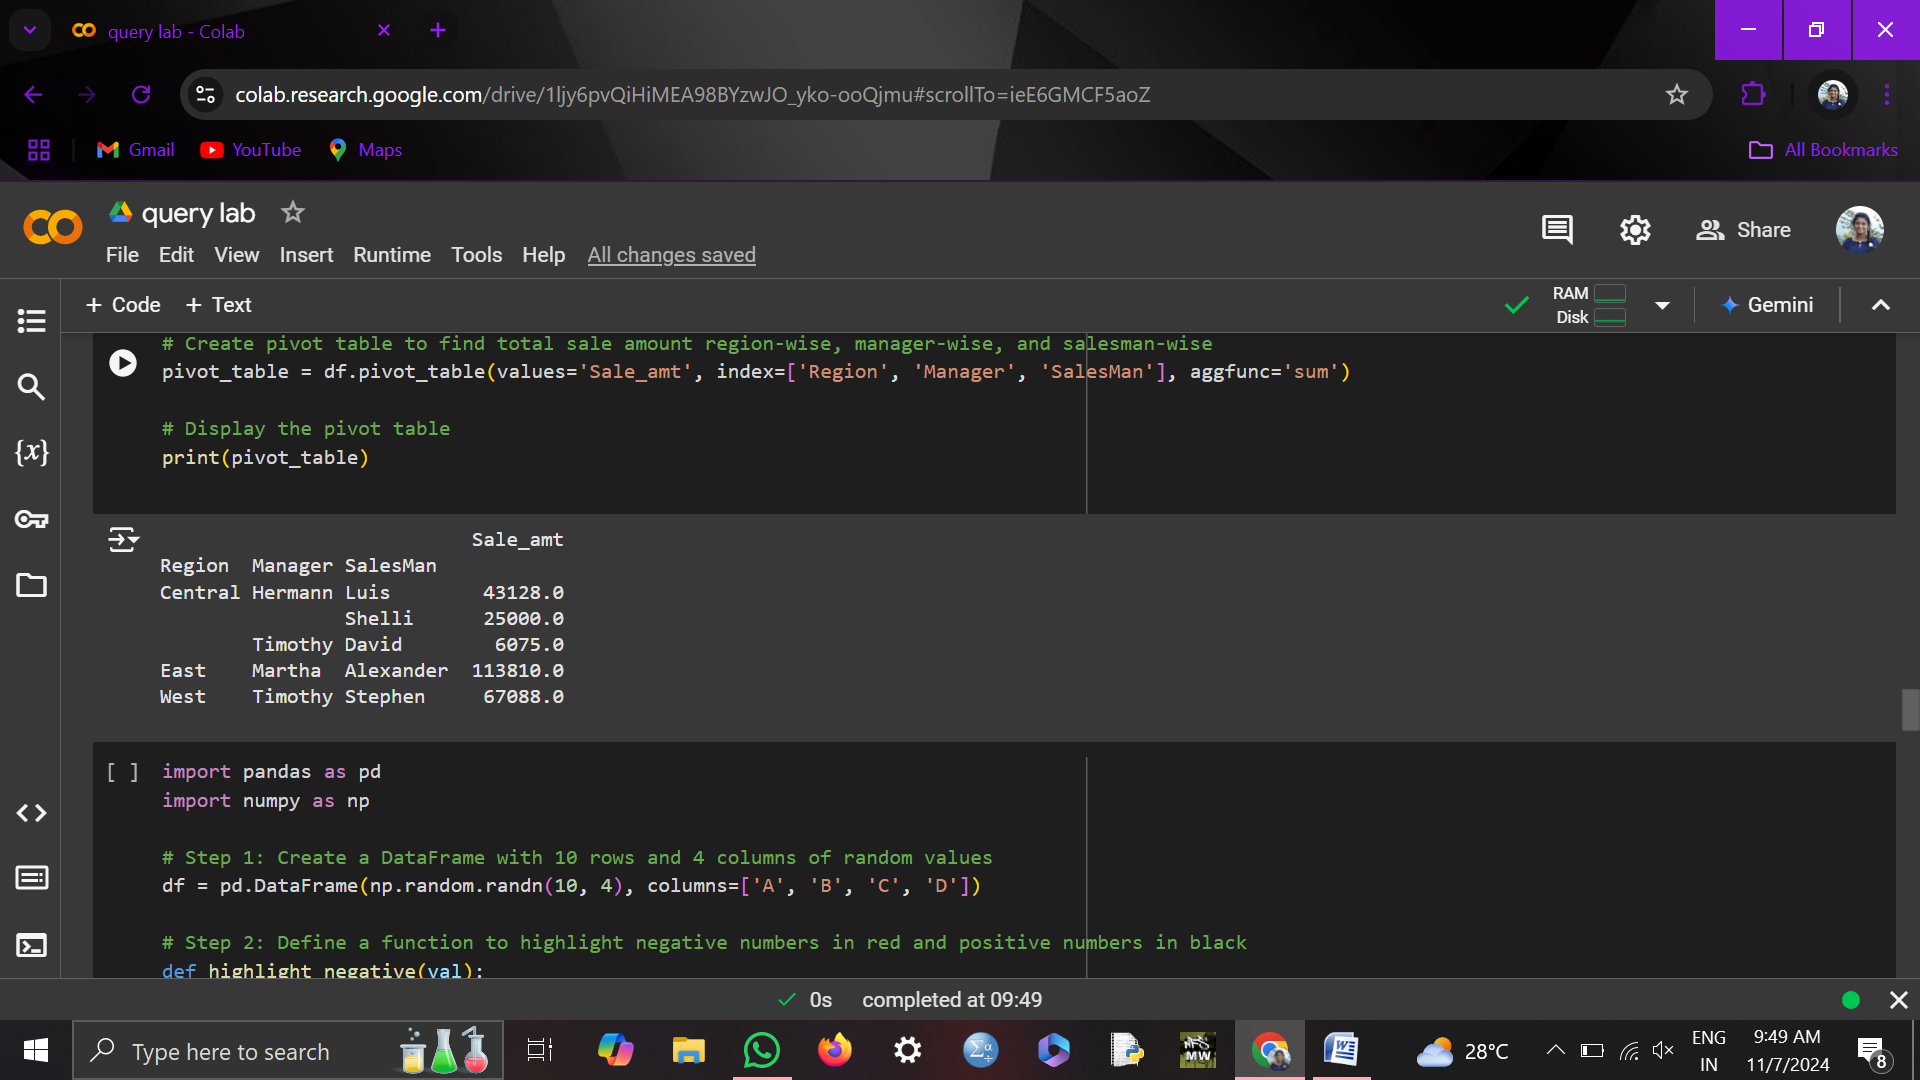 query lab - Colab
colab.research.google.com/drive/1ljy6pvQiHiMEA98BYzwJO_yko-ooQjmu#scrollTo=ieE6GMCF5aoZ
Gmail YouTube Maps All Bookmarks
query lab
File Edit View Insert Runtime Tools Help All changes saved
Share
+ Code + Text
RAM
Disk
Gemini
# Create pivot table to find total sale amount region-wise, manager-wise, and salesman-wise
pivot_table = df.pivot_table(values='Sale_amt', index=['Region', 'Manager', 'SalesMan'], aggfunc='sum')
# Display the pivot table
print(pivot_table)
Sale_amt
Region Manager SalesMan
Central Hermann Luis 43128.0
Shelli 25000.0
Timothy David 6075.0
East Martha Alexander 113810.0
West Timothy Stephen 67088.0
[ ] import pandas as pd
import numpy as np
# Step 1: Create a DataFrame with 10 rows and 4 columns of random values
df = pd.DataFrame(np.random.randn(10, 4), columns=['A', 'B', 'C', 'D'])
# Step 2: Define a function to highlight negative numbers in red and positive numbers in black
def highlight_negative(val):
0s completed at 09:49
Type here to search
28°C
ENG
IN
9:49 AM
11/7/2024
8